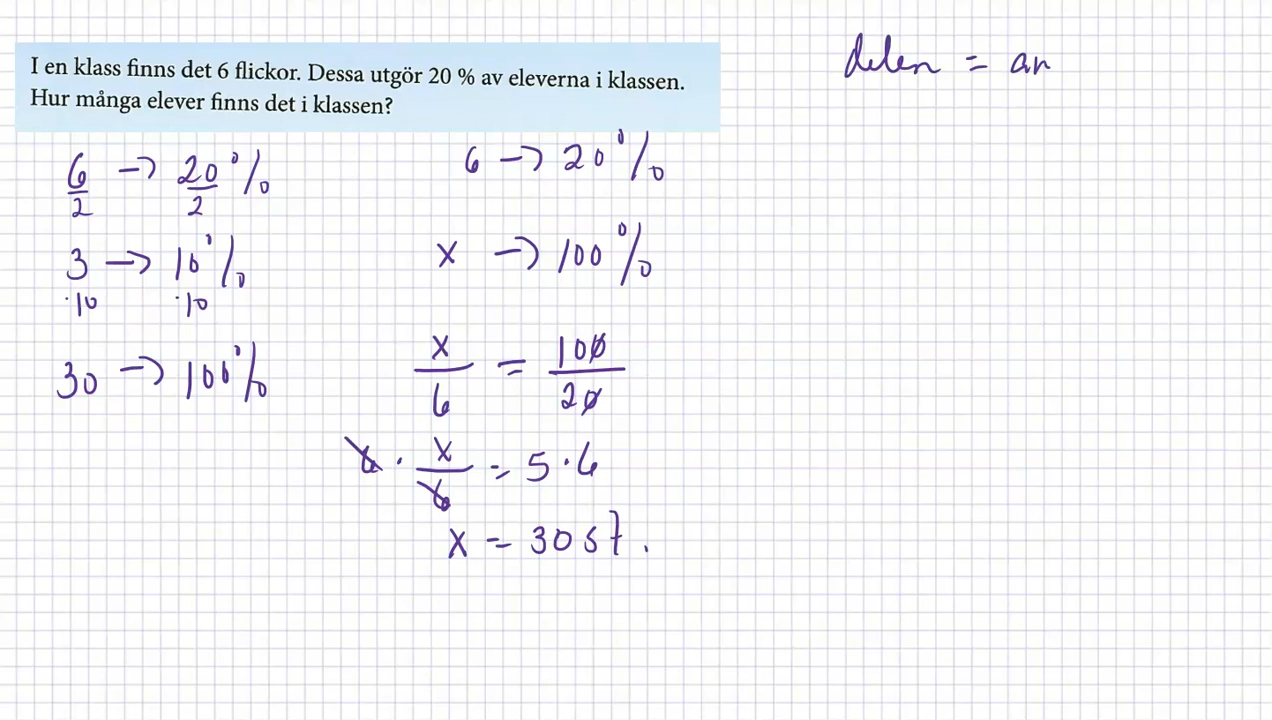 I en klass finns det 6 flickor. Dessa utgör 20 % av eleverna i klassen.
Hur många elever finns det i klassen?
6/2 → 20/2 %
3 → 10 %
·10 ·10
30 → 100 %
6 → 20 %
x → 100 %
x/6 = 100/20
6 · x/6 = 5 · 6
x = 30 st.
delen = an